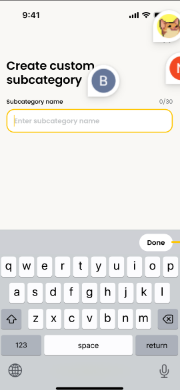 9:41
Create custom
subcategory
B
Subcategory name 0/30
Enter subcategory name
Done
q w e r t y u i o p
a s d f g h j k l
z x c v b n m
123 space return